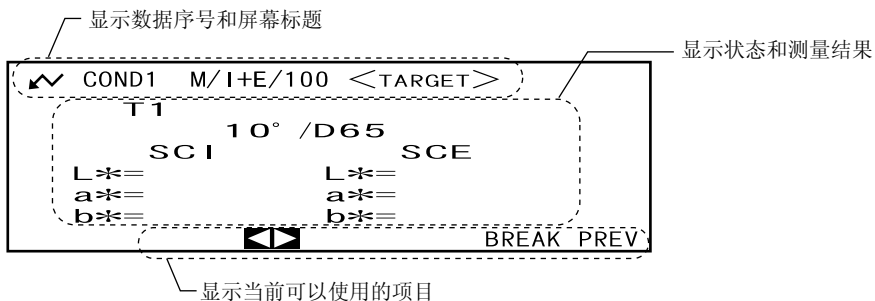 显示数据序号和屏幕标题
显示状态和测量结果
COND1 M/I+E/100 <TARGET>
T1
10°/D65
SCI SCE
L*= L*=
a*= a*=
b*= b*=
◁▷ BREAK PREV
显示当前可以使用的项目